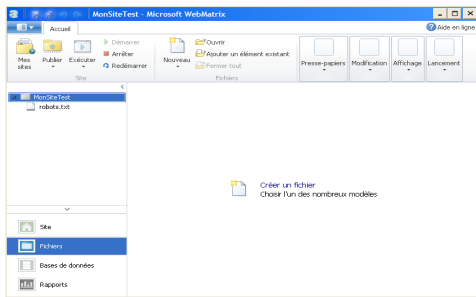 MonSiteTest - Microsoft WebMatrix
Accueil
Aide en ligne
Mes sites
Publier
Exécuter
Démarrer
Arrêter
Redémarrer
Site
Nouveau
Ouvrir
Ajouter un élément existant
Fermer tout
Fichiers
Presse-papiers
Modification
Affichage
Lancement
MonSiteTest
robots.txt
Créer un fichier
Choisir l'un des nombreux modèles
Site
Fichiers
Bases de données
Rapports